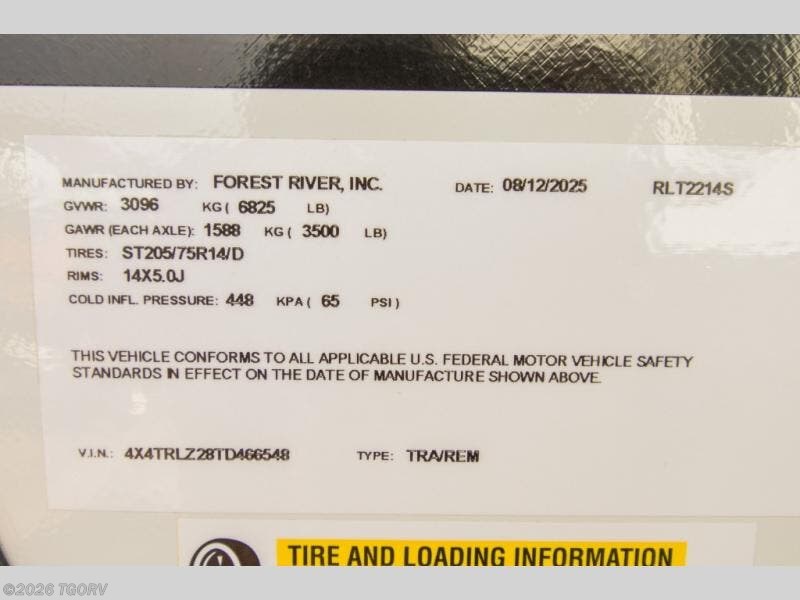 MANUFACTURED BY: FOREST RIVER, INC. DATE: 08/12/2025 RLT2214S
GVWR: 3096 KG ( 6825 LB)
GAWR (EACH AXLE): 1588 KG ( 3500 LB)
TIRES: ST205/75R14/D
RIMS: 14X5.0J
COLD INFL. PRESSURE: 448 KPA ( 65 PSI )
THIS VEHICLE CONFORMS TO ALL APPLICABLE U.S. FEDERAL MOTOR VEHICLE SAFETY
STANDARDS IN EFFECT ON THE DATE OF MANUFACTURE SHOWN ABOVE.
V.I.N.: 4X4TRLZ28TD466548 TYPE: TRA/REM
TIRE AND LOADING INFORMATION
©2026 TGORV